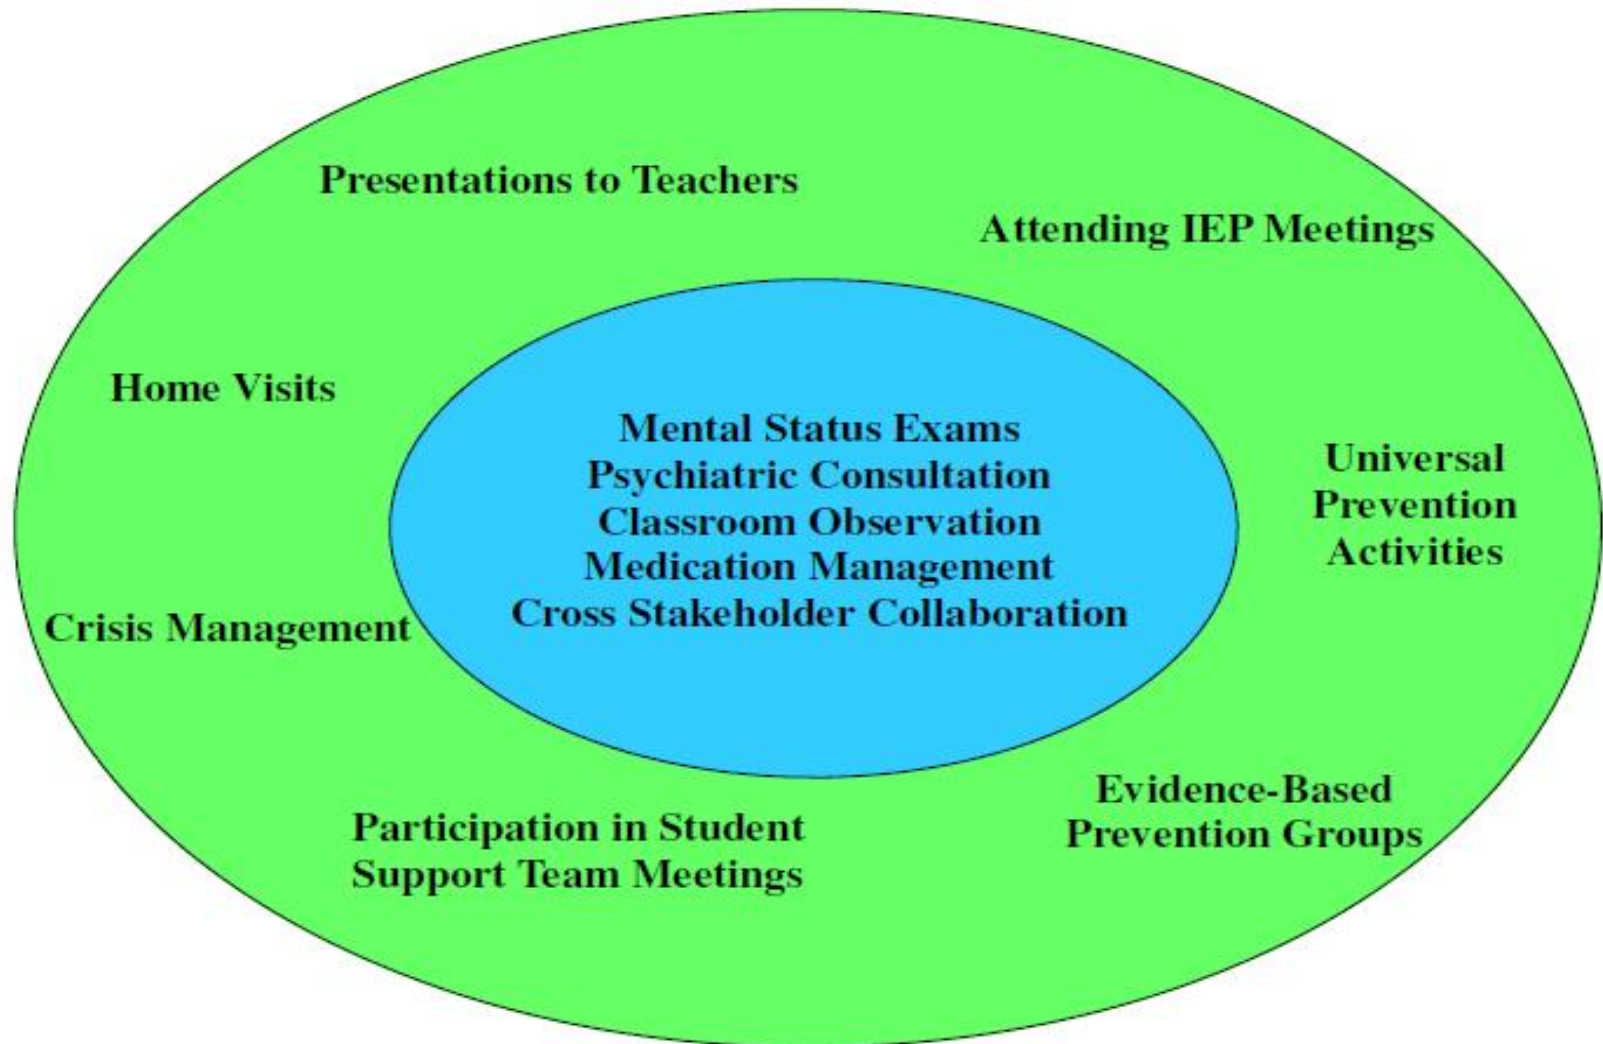 Presentations to Teachers
Attending IEP Meetings
Home Visits
Mental Status Exams
Psychiatric Consultation
Classroom Observation
Medication Management
Cross Stakeholder Collaboration
Universal
Prevention
Activities
Crisis Management
Evidence-Based
Prevention Groups
Participation in Student
Support Team Meetings